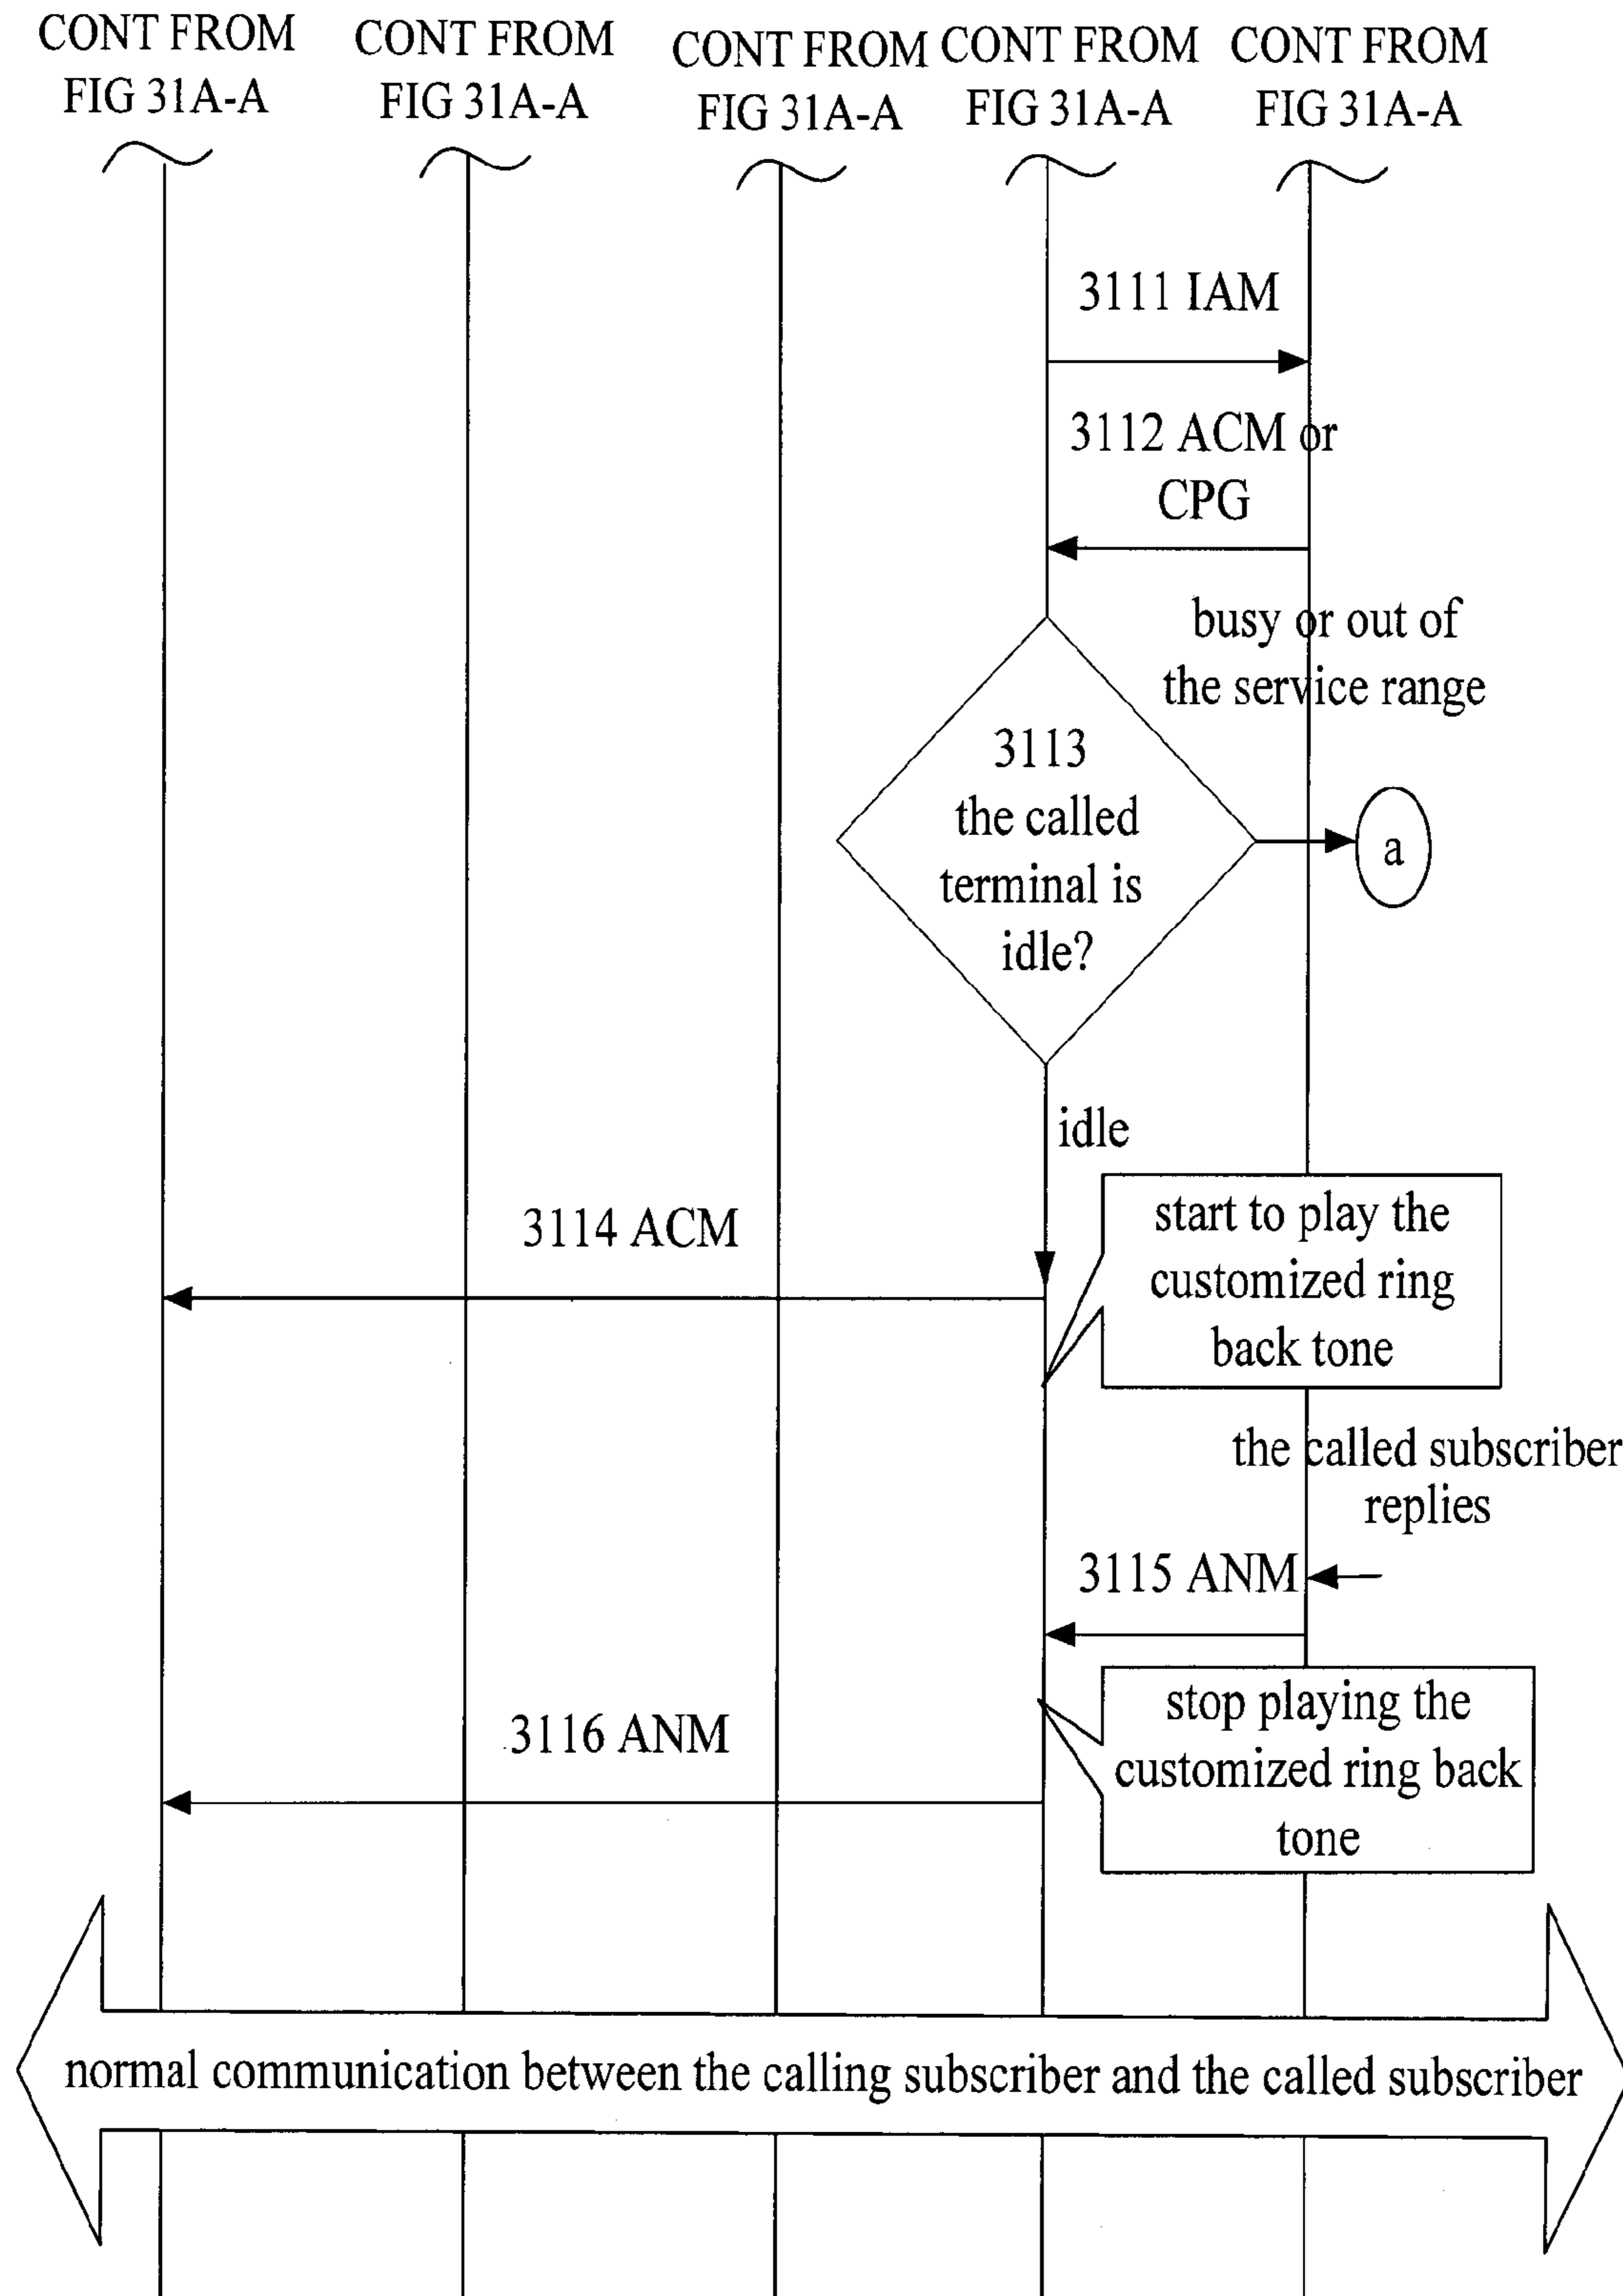 CONT FROM
FIG 31A-A
CONT FROM
FIG 31A-A
CONT FROM
FIG 31A-A
CONT FROM
FIG 31A-A
CONT FROM
FIG 31A-A
3111 IAM
3112 ACM or
CPG
busy or out of
the service range
3113
the called
terminal is
idle?
a
idle
3114 ACM
start to play the
customized ring
back tone
the called subscriber
replies
3115 ANM
stop playing the
customized ring back
tone
3116 ANM
normal communication between the calling subscriber and the called subscriber